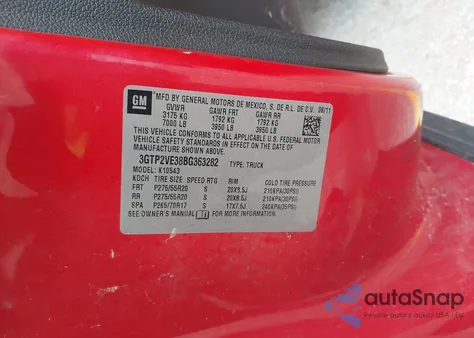 GM
MFD BY GENERAL MOTORS DE MEXICO, S. DE R.L. DE C.V. 06/11
GVWR GAWR FRT GAWR RR
3175 KG 1792 KG 1792 KG
7000 LB 3950 LB 3950 LB
THIS VEHICLE CONFORMS TO ALL APPLICABLE U.S. FEDERAL MOTOR
VEHICLE SAFETY STANDARDS IN EFFECT ON THE DATE OF
MANUFACTURE SHOWN ABOVE.
3GTP2VE38BG363282 TYPE: TRUCK
MODEL: K10543
KDCH TIRE SIZE SPEED RTG RIM COLD TIRE PRESSURE
FRT P275/55R20 S 20X8.5J 210KPA(30PSI)
RR P275/55R20 S 20X8.5J 210KPA(30PSI)
SPA P265/70R17 S 17X7.5J 240KPA(35PSI)
SEE OWNER'S MANUAL FOR ADDITIONAL INFORMATION
autoSnap